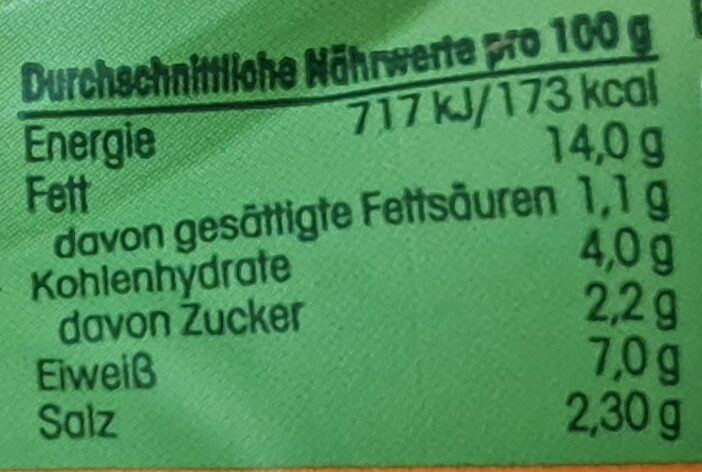 Durchschnittliche Nährwerte pro 100 g
Energie 717 kJ/173 kcal
Fett 14,0 g
davon gesättigte Fettsäuren 1,1 g
Kohlenhydrate 4,0 g
davon Zucker 2,2 g
Eiweiß 7,0 g
Salz 2,30 g